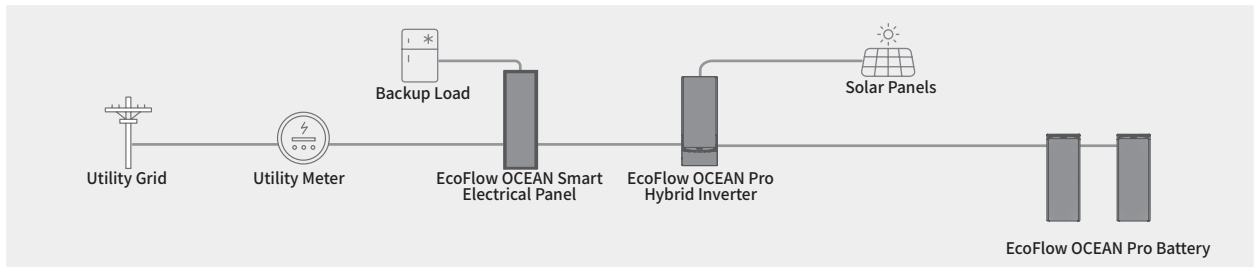 Backup Load
Solar Panels
Utility Grid
Utility Meter
EcoFlow OCEAN Smart
Electrical Panel
EcoFlow OCEAN Pro
Hybrid Inverter
EcoFlow OCEAN Pro Battery